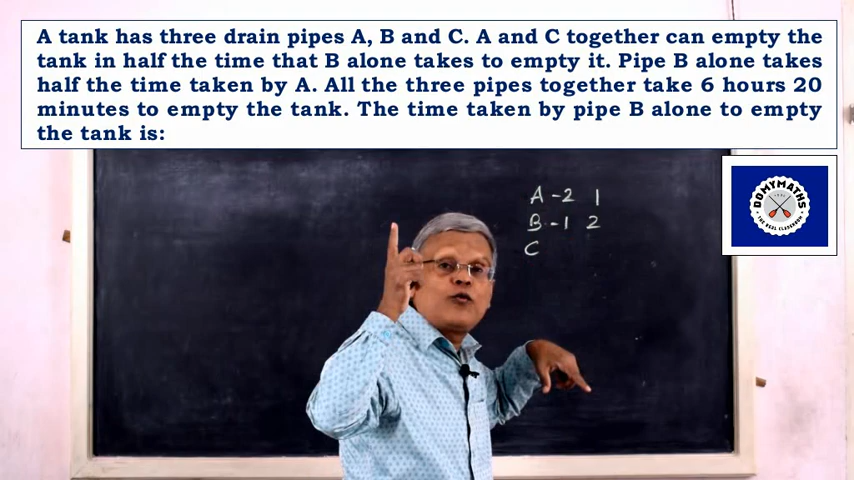 A tank has three drain pipes A, B and C. A and C together can empty the
tank in half the time that B alone takes to empty it. Pipe B alone takes
half the time taken by A. All the three pipes together take 6 hours 20
minutes to empty the tank. The time taken by pipe B alone to empty
the tank is:
DOMYMATHS
THE REEL CLASSROOM
A - 2 1
B - 1 2
C